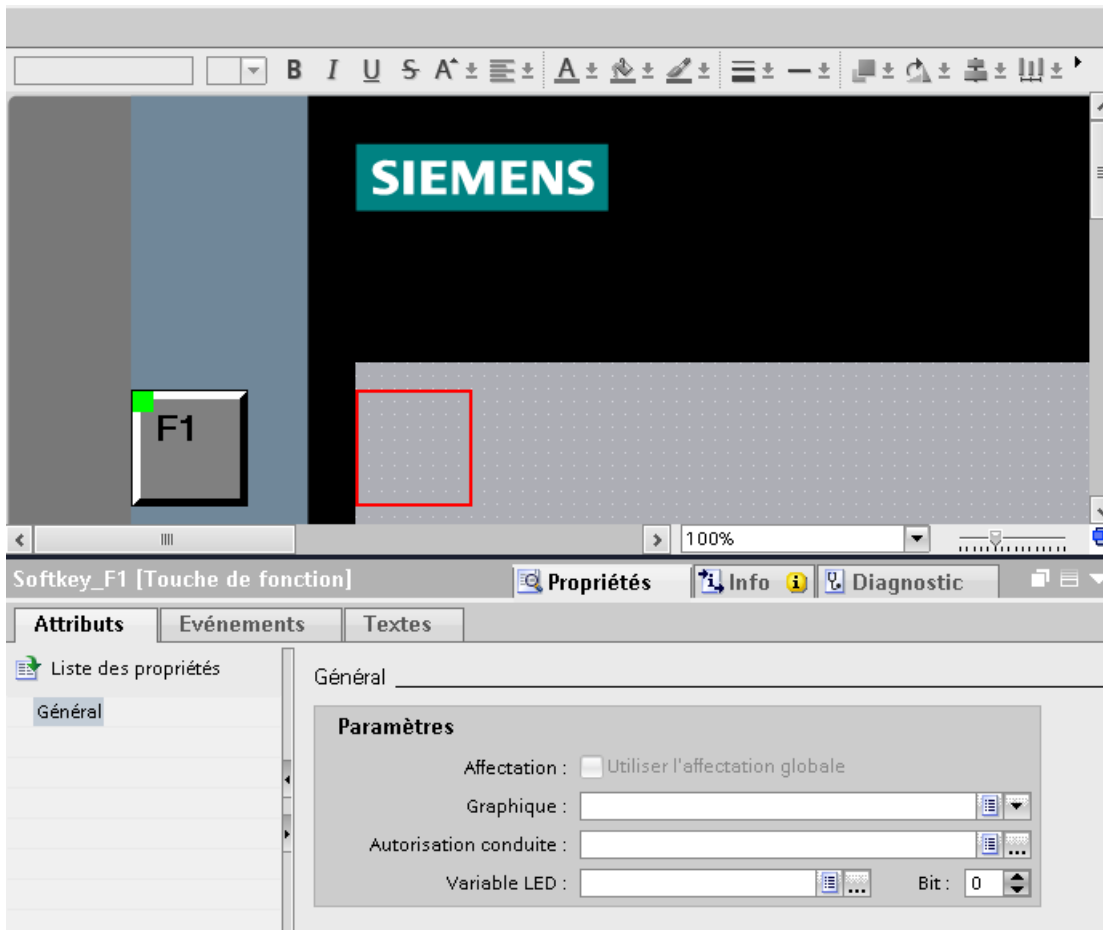 B I U S A
A
SIEMENS
F1
100%
Softkey_F1 [Touche de fonction]
Propriétés
Info
Diagnostic
Attributs
Evénements
Textes
Liste des propriétés
Général
Général
Paramètres
Affectation : Utiliser l'affectation globale
Graphique :
Autorisation conduite :
Variable LED :
Bit : 0